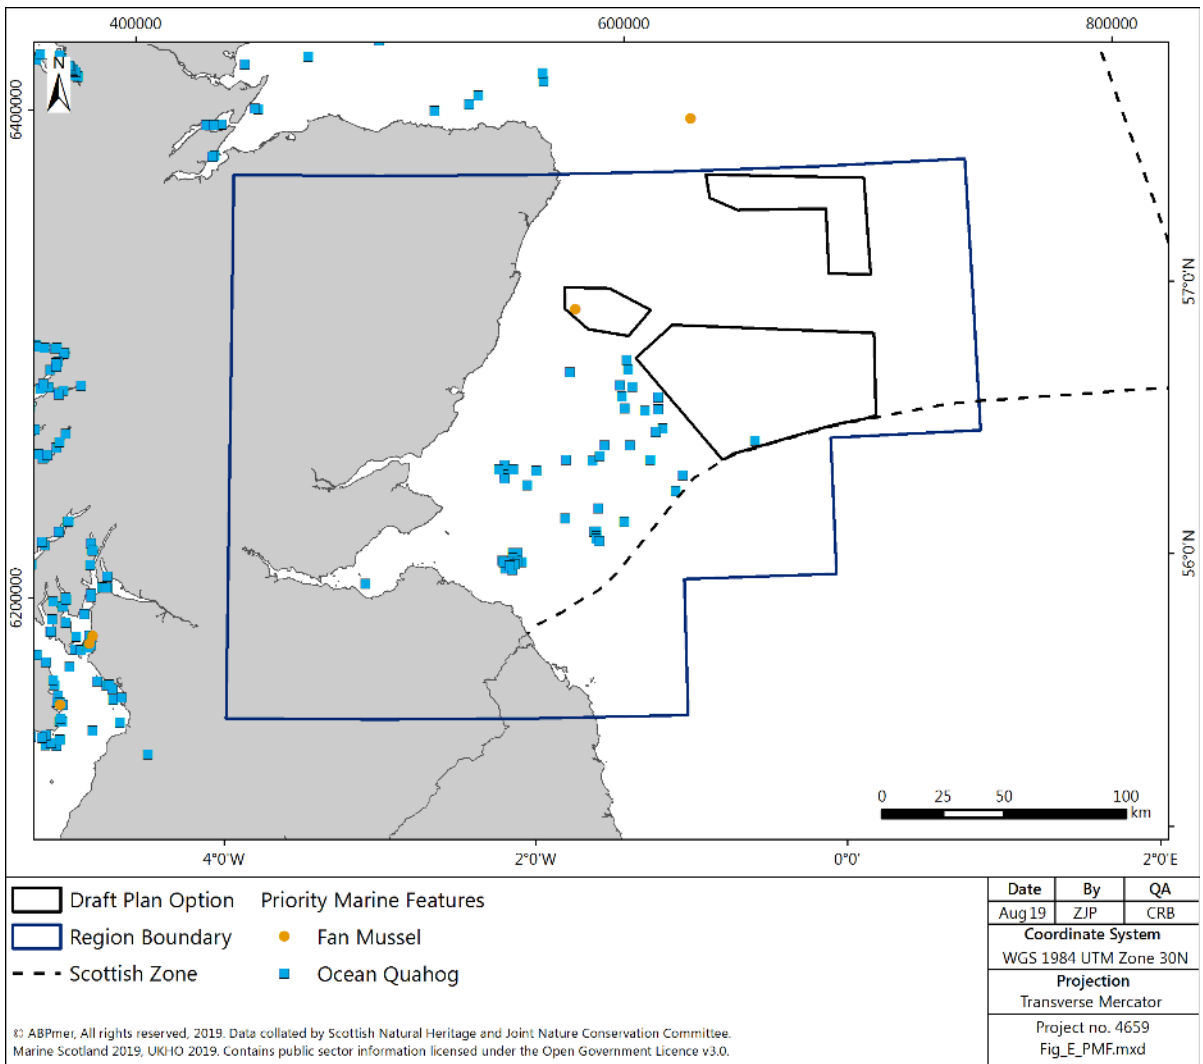 400000 600000 800000
N
6400000
57°0'N
56°0'N
6200000
0 25 50 100
km
4°0'W 2°0'W 0°0' 2°0'E
Draft Plan Option
Region Boundary
Scottish Zone
Priority Marine Features
Fan Mussel
Ocean Quahog
© ABPmer, All rights reserved, 2019. Data collated by Scottish Natural Heritage and Joint Nature Conservation Committee.
Marine Scotland 2019, UKHO 2019. Contains public sector information licensed under the Open Government Licence v3.0.
Date By QA
Aug 19 ZJP CRB
Coordinate System
WGS 1984 UTM Zone 30N
Projection
Transverse Mercator
Project no. 4659
Fig_E_PMF.mxd